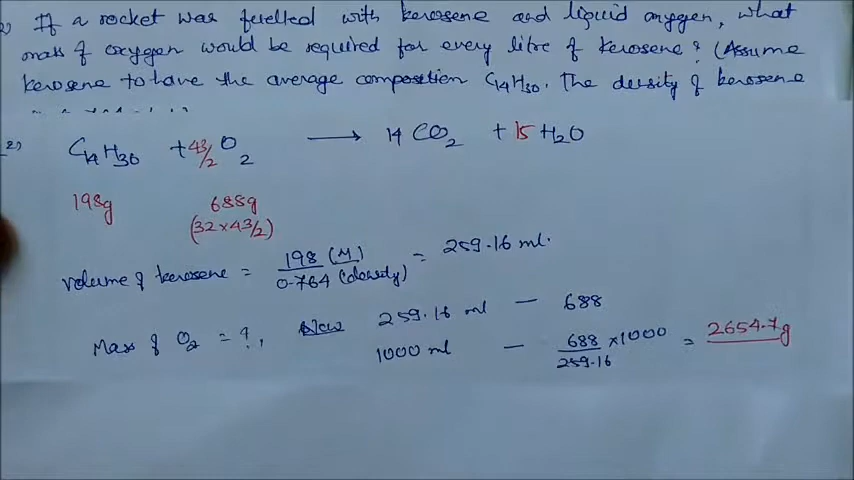 2) If a rocket was fuelled with kerosene and liquid oxygen, what
mass of oxygen would be required for every litre of kerosene? (Assume
kerosene to have the average composition C₁₄H₃₀. The density of kerosene
2) C₁₄H₃₀ + 43/2 O₂ → 14 CO₂ + 15 H₂O
198g 688g
(32×43/2)
volume of kerosene = 198 (M) / 0.764 (density) = 259.16 ml.
Mass of O₂ = ?, Now 259.16 ml — 688
1000 ml — 688/259.16 ×1000 = 2654.7g